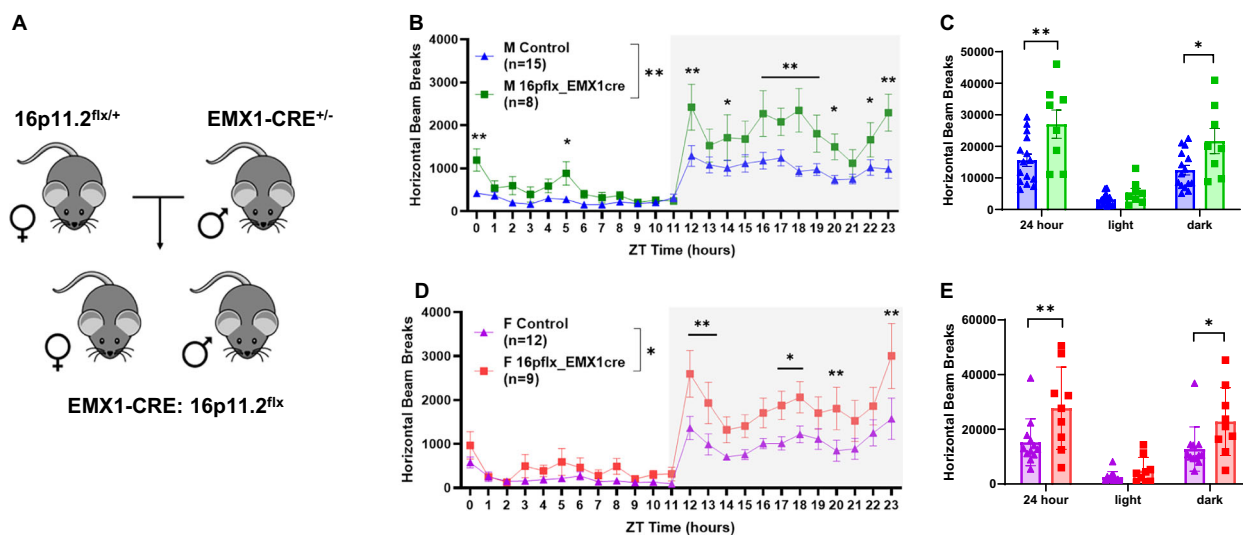 A
16p11.2flx/+
EMX1-CRE+/-
♀
♂
♀
♂
EMX1-CRE: 16p11.2flx
B
Horizontal Beam Breaks
4000
3000
2000
1000
0
M Control
(n=15)
M 16pflx_EMX1cre
(n=8)
**
**
*
**
*
**
*
*
**
0 1 2 3 4 5 6 7 8 9 10 11 12 13 14 15 16 17 18 19 20 21 22 23
ZT Time (hours)
C
Horizontal Beam Breaks
50000
40000
30000
20000
10000
0
**
*
24 hour light dark
D
Horizontal Beam Breaks
4000
3000
2000
1000
0
F Control
(n=12)
F 16pflx_EMX1cre
(n=9)
*
**
*
**
**
0 1 2 3 4 5 6 7 8 9 10 11 12 13 14 15 16 17 18 19 20 21 22 23
ZT Time (hours)
E
Horizontal Beam Breaks
60000
40000
20000
0
**
*
24 hour light dark